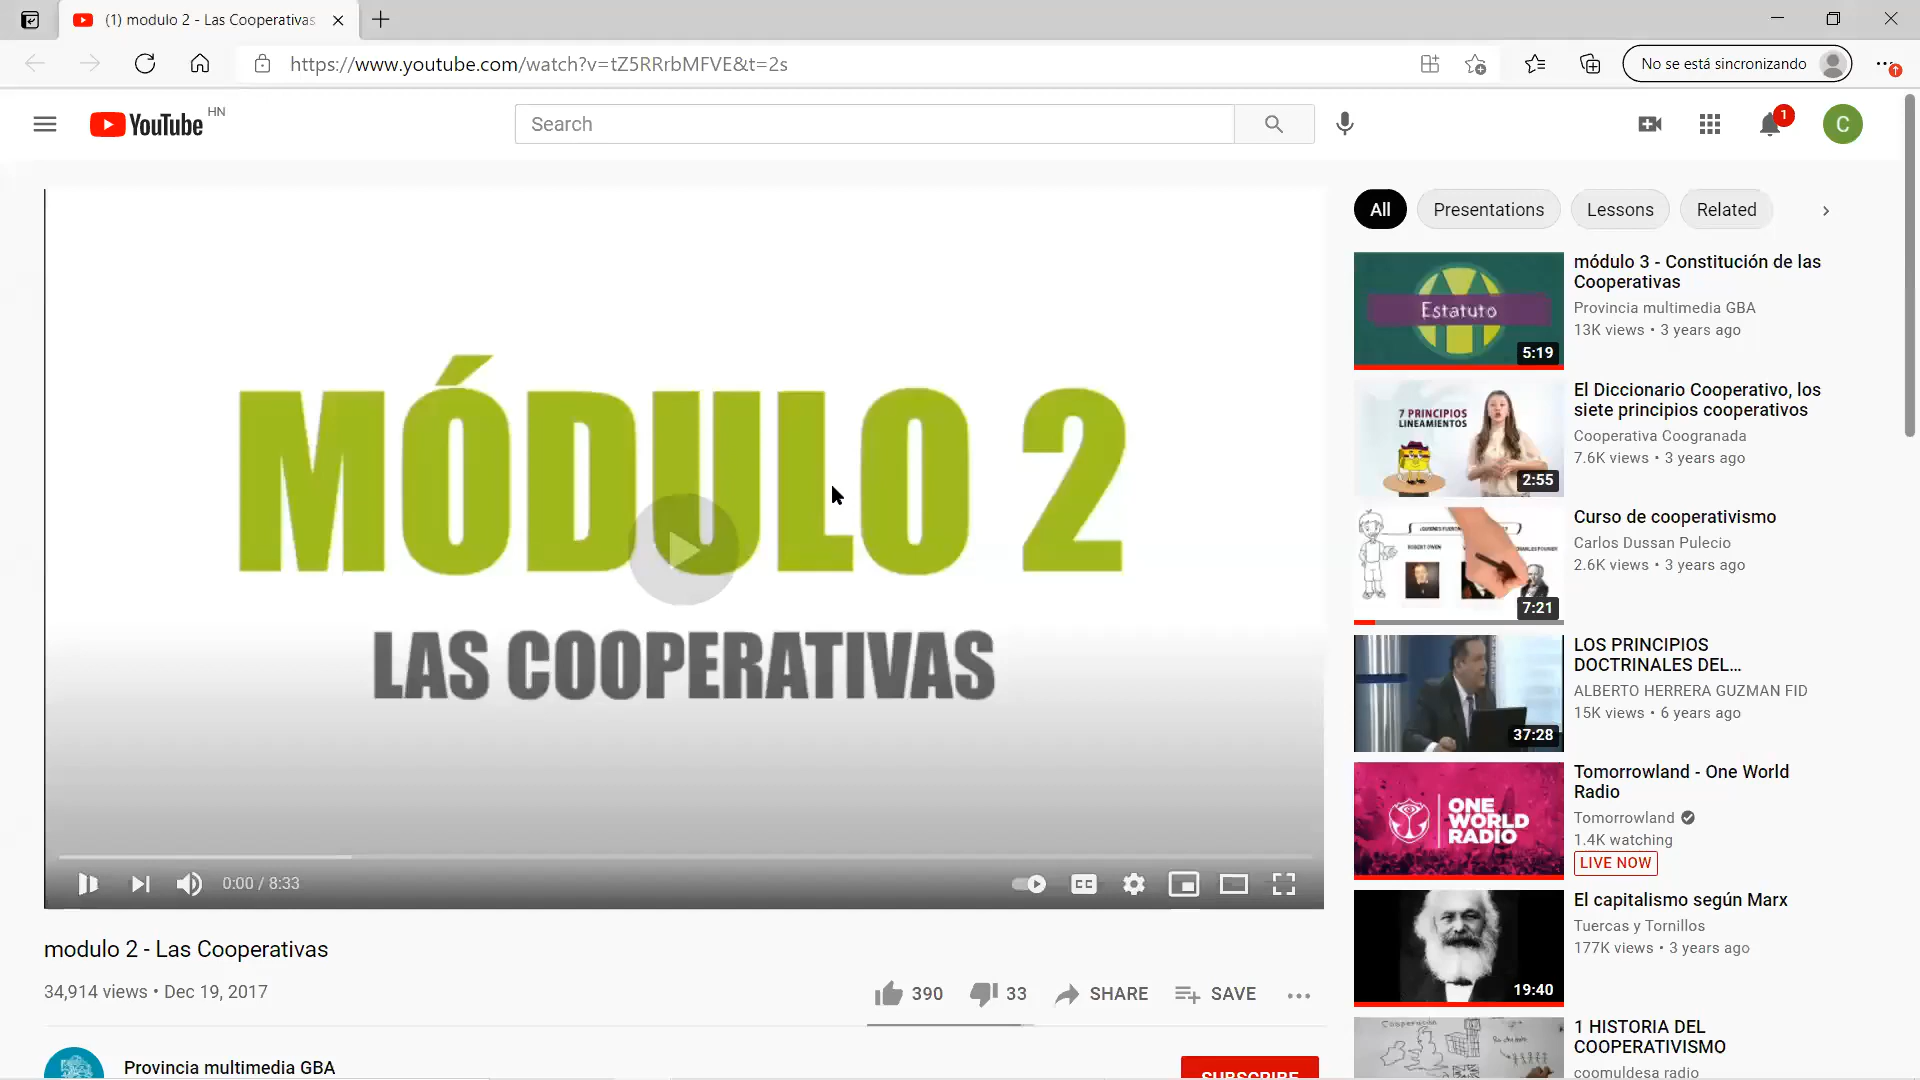 (1) modulo 2 - Las Cooperativas
https://www.youtube.com/watch?v=tZ5RRrbMFVE&t=2s
No se está sincronizando
YouTube HN
Search
1
C
MÓDULO 2
LAS COOPERATIVAS
0:00 / 8:33
CC
modulo 2 - Las Cooperativas
34,914 views • Dec 19, 2017
390
33
SHARE
SAVE
Provincia multimedia GBA
SUBSCRIBE
All
Presentations
Lessons
Related
Estatuto
5:19
módulo 3 - Constitución de las
Cooperativas
Provincia multimedia GBA
13K views • 3 years ago
7 PRINCIPIOS
LINEAMIENTOS
2:55
El Diccionario Cooperativo, los
siete principios cooperativos
Cooperativa Coogranada
7.6K views • 3 years ago
ROBERT OWEN
7:21
Curso de cooperativismo
Carlos Dussan Pulecio
2.6K views • 3 years ago
37:28
LOS PRINCIPIOS
DOCTRINALES DEL...
ALBERTO HERRERA GUZMAN FID
15K views • 6 years ago
ONE
WORLD
RADIO
Tomorrowland - One World
Radio
Tomorrowland
1.4K watching
LIVE NOW
19:40
El capitalismo según Marx
Tuercas y Tornillos
177K views • 3 years ago
1 HISTORIA DEL
COOPERATIVISMO
coomuldesa radio